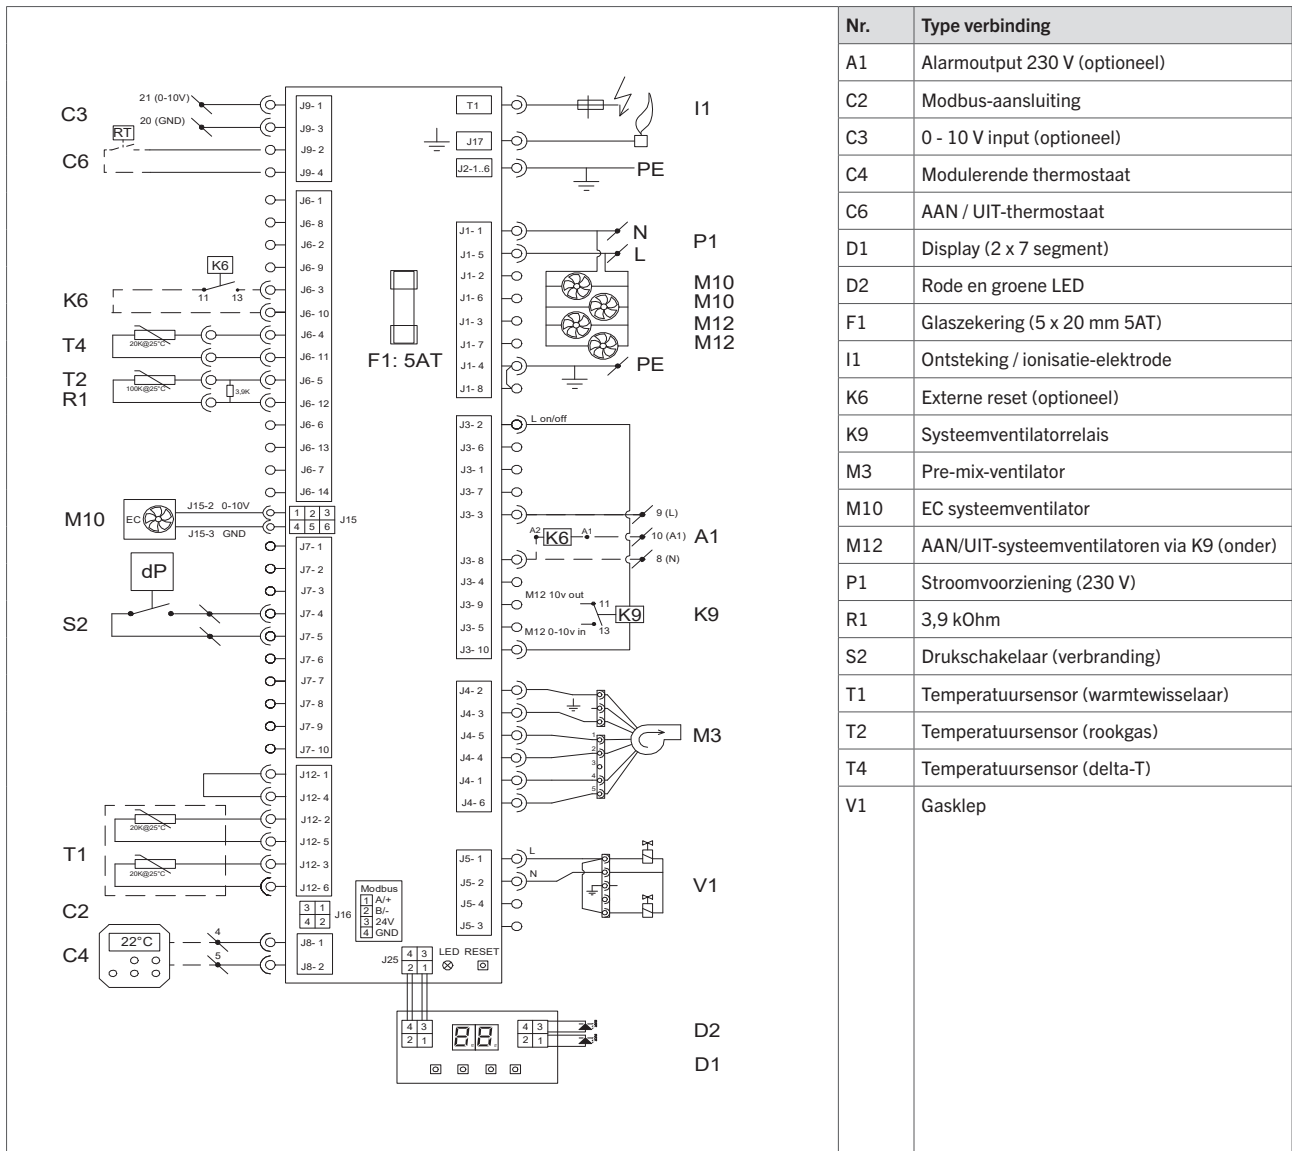 C3
21 (0-10V)
20 (GND)
RT
C6
J9- 1
J9- 3
J9- 2
J9- 4
J6- 1
J6- 8
J6- 2
J6- 9
J6- 3
J6- 10
J6- 4
J6- 11
J6- 5
J6- 12
J6- 6
J6- 13
J6- 7
J6- 14
K6
K6
11 13
T4
20K@25°C
T2
100K@25°C
3,9K
R1
M10
EC
J15-2 0-10V
J15-3 GND
1 2 3
4 5 6
J15
dP
S2
J7- 1
J7- 2
J7- 3
J7- 4
J7- 5
J7- 6
J7- 7
J7- 8
J7- 9
J7- 10
J12- 1
J12- 4
J12- 2
J12- 5
J12- 3
J12- 6
T1
20K@25°C
20K@25°C
C2
3 1
4 2
J16
Modbus
1 A/+
2 B/-
3 24V
4 GND
C4
22°C
4
5
J8- 1
J8- 2
J25
4 3
2 1
LED RESET
F1: 5AT
T1
J17
J2-1..6
I1
PE
J1- 1
J1- 5
J1- 2
J1- 6
J1- 3
J1- 7
J1- 4
J1- 8
N
L
P1
M10
M10
M12
M12
PE
J3- 2
J3- 6
J3- 1
J3- 7
J3- 3
J3- 8
J3- 4
J3- 9
J3- 5
J3- 10
L on/off
9 (L)
A2 K6 A1
10 (A1)
8 (N)
A1
M12 10v out
11
K9
M12 0-10v in
13
K9
J4- 2
J4- 3
J4- 5
J4- 4
J4- 1
J4- 6
1
2
3
4
5
M3
J5- 1
J5- 2
J5- 4
J5- 3
L
N
V1
4 3
2 1
88
4 3
2 1
D2
D1
Nr. Type verbinding
A1 Alarmoutput 230 V (optioneel)
C2 Modbus-aansluiting
C3 0 - 10 V input (optioneel)
C4 Modulerende thermostaat
C6 AAN / UIT-thermostaat
D1 Display (2 x 7 segment)
D2 Rode en groene LED
F1 Glaszekering (5 x 20 mm 5AT)
I1 Ontsteking / ionisatie-elektrode
K6 Externe reset (optioneel)
K9 Systeemventilatorrelais
M3 Pre-mix-ventilator
M10 EC systeemventilator
M12 AAN/UIT-systeemventilatoren via K9 (onder)
P1 Stroomvoorziening (230 V)
R1 3,9 kOhm
S2 Drukschakelaar (verbranding)
T1 Temperatuursensor (warmtewisselaar)
T2 Temperatuursensor (rookgas)
T4 Temperatuursensor (delta-T)
V1 Gasklep